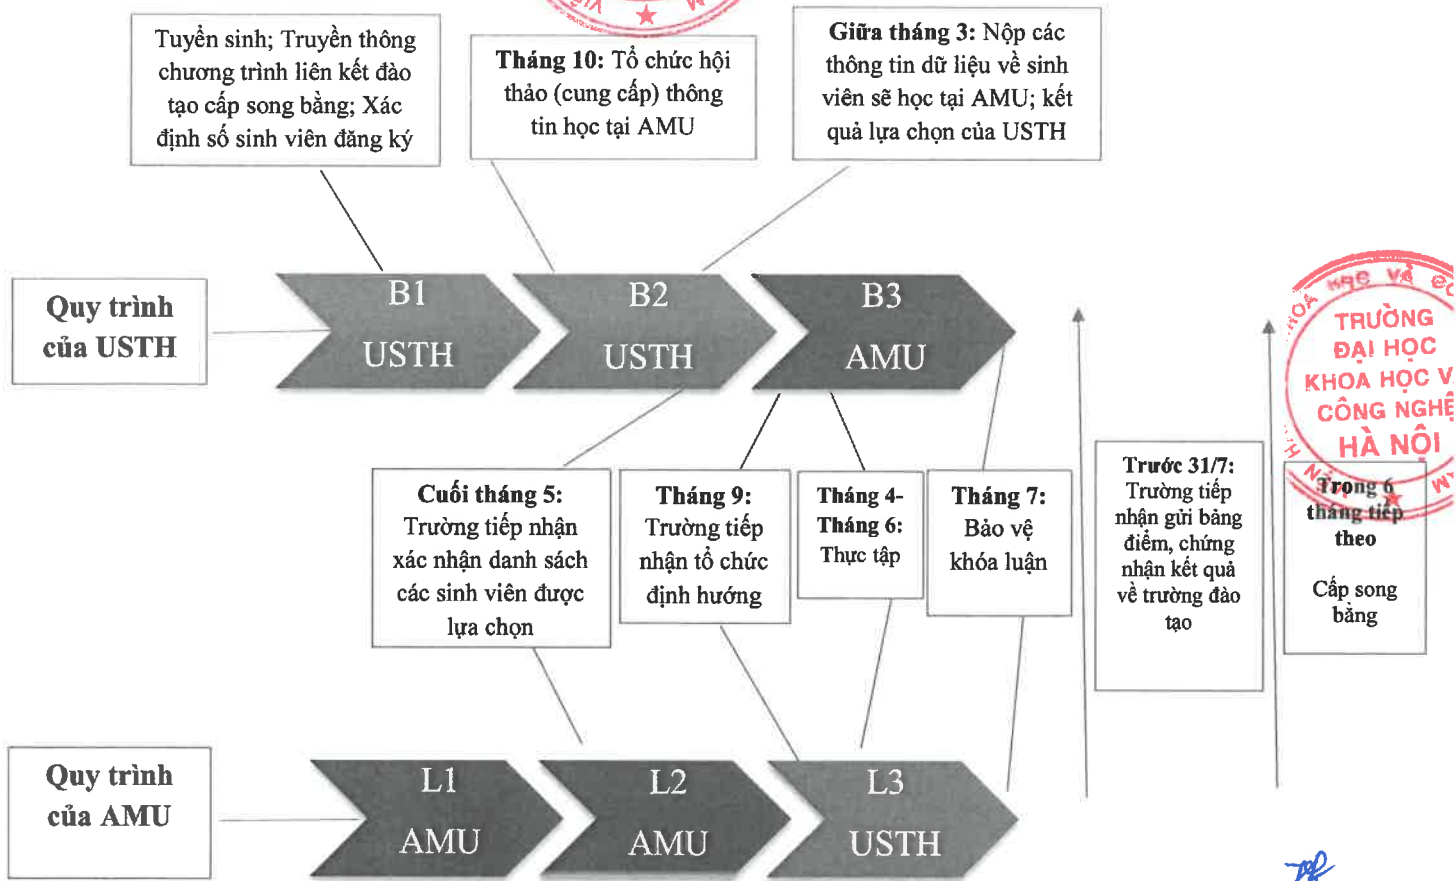 Tuyển sinh; Truyền thông
chương trình liên kết đào
tạo cấp song bằng; Xác
định số sinh viên đăng ký
Tháng 10: Tổ chức hội
thảo (cung cấp) thông
tin học tại AMU
Giữa tháng 3: Nộp các
thông tin dữ liệu về sinh
viên sẽ học tại AMU; kết
quả lựa chọn của USTH
Quy trình
của USTH
B1
USTH
B2
USTH
B3
AMU
TRƯỜNG
ĐẠI HỌC
KHOA HỌC V
CÔNG NGHỆ
HÀ NỘI
Cuối tháng 5:
Trường tiếp nhận
xác nhận danh sách
các sinh viên được
lựa chọn
Tháng 9:
Trường tiếp
nhận tổ chức
định hướng
Tháng 4-
Tháng 6:
Thực tập
Tháng 7:
Bảo vệ
khóa luận
Trước 31/7:
Trường tiếp
nhận gửi bảng
điểm, chứng
nhận kết quả
về trường đào
tạo
Trong 6
tháng tiếp
theo
Cấp song
bằng
Quy trình
của AMU
L1
AMU
L2
AMU
L3
USTH